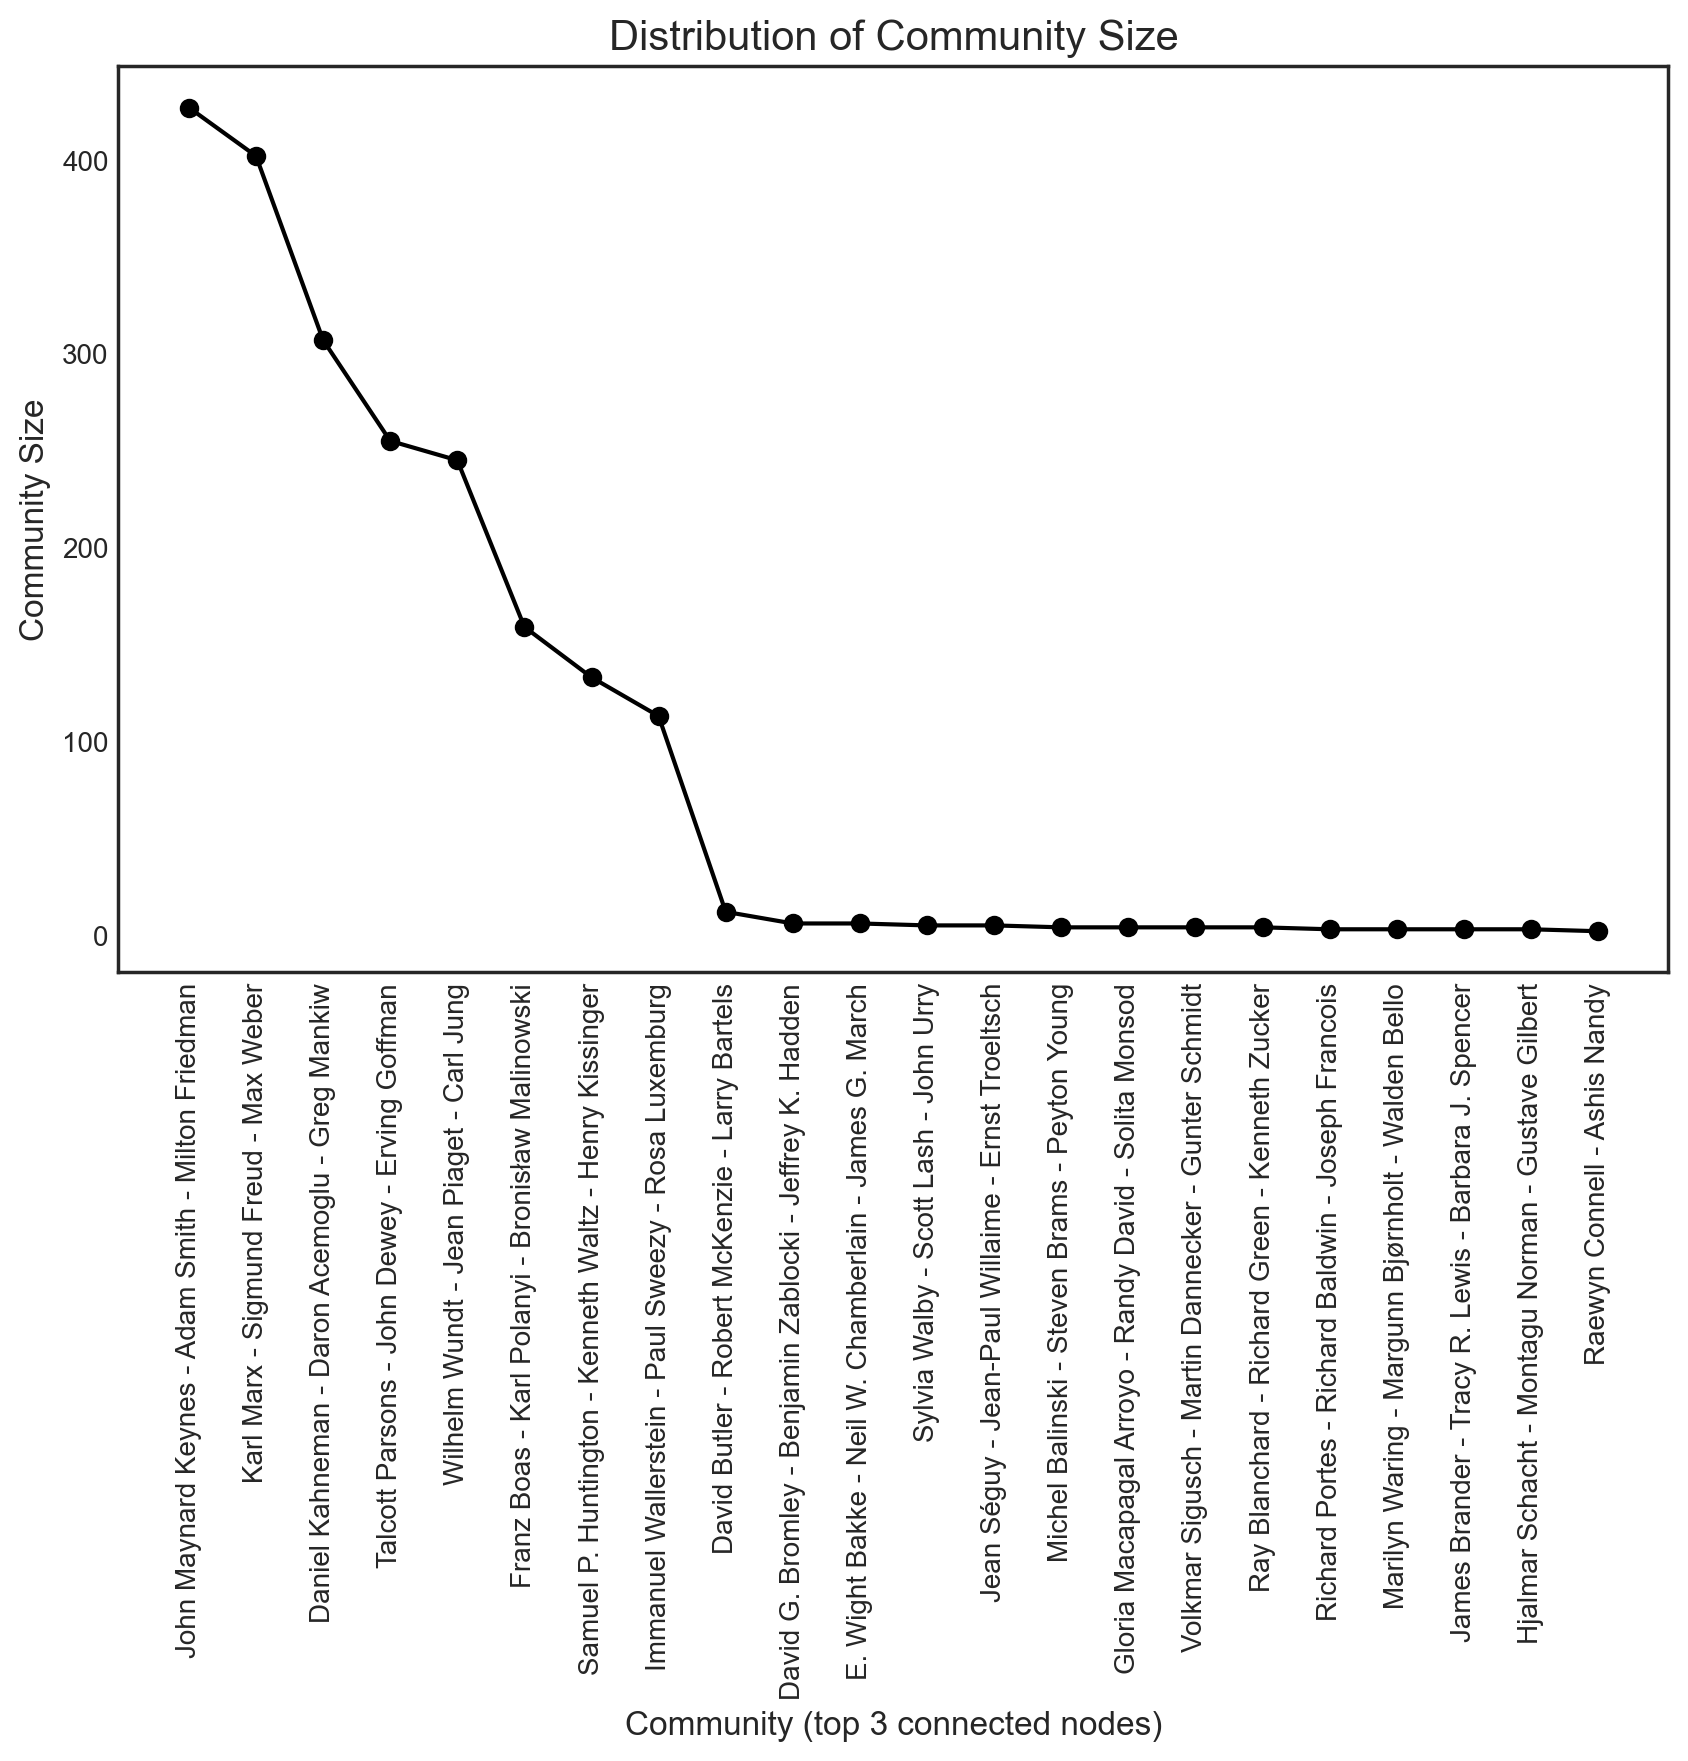 Distribution of Community Size
Community Size
400
300
200
100
0
John Maynard Keynes - Adam Smith - Milton Friedman
Karl Marx - Sigmund Freud - Max Weber
Daniel Kahneman - Daron Acemoglu - Greg Mankiw
Talcott Parsons - John Dewey - Erving Goffman
Wilhelm Wundt - Jean Piaget - Carl Jung
Franz Boas - Karl Polanyi - Bronisław Malinowski
Samuel P. Huntington - Kenneth Waltz - Henry Kissinger
Immanuel Wallerstein - Paul Sweezy - Rosa Luxemburg
David Butler - Robert McKenzie - Larry Bartels
David G. Bromley - Benjamin Zablocki - Jeffrey K. Hadden
E. Wight Bakke - Neil W. Chamberlain - James G. March
Sylvia Walby - Scott Lash - John Urry
Jean Séguy - Jean-Paul Willaime - Ernst Troeltsch
Michel Balinski - Steven Brams - Peyton Young
Gloria Macapagal Arroyo - Randy David - Solita Monsod
Volkmar Sigusch - Martin Dannecker - Gunter Schmidt
Ray Blanchard - Richard Green - Kenneth Zucker
Richard Portes - Richard Baldwin - Joseph Francois
Marilyn Waring - Margunn Bjørnholt - Walden Bello
James Brander - Tracy R. Lewis - Barbara J. Spencer
Hjalmar Schacht - Montagu Norman - Gustave Gilbert
Raewyn Connell - Ashis Nandy
Community (top 3 connected nodes)